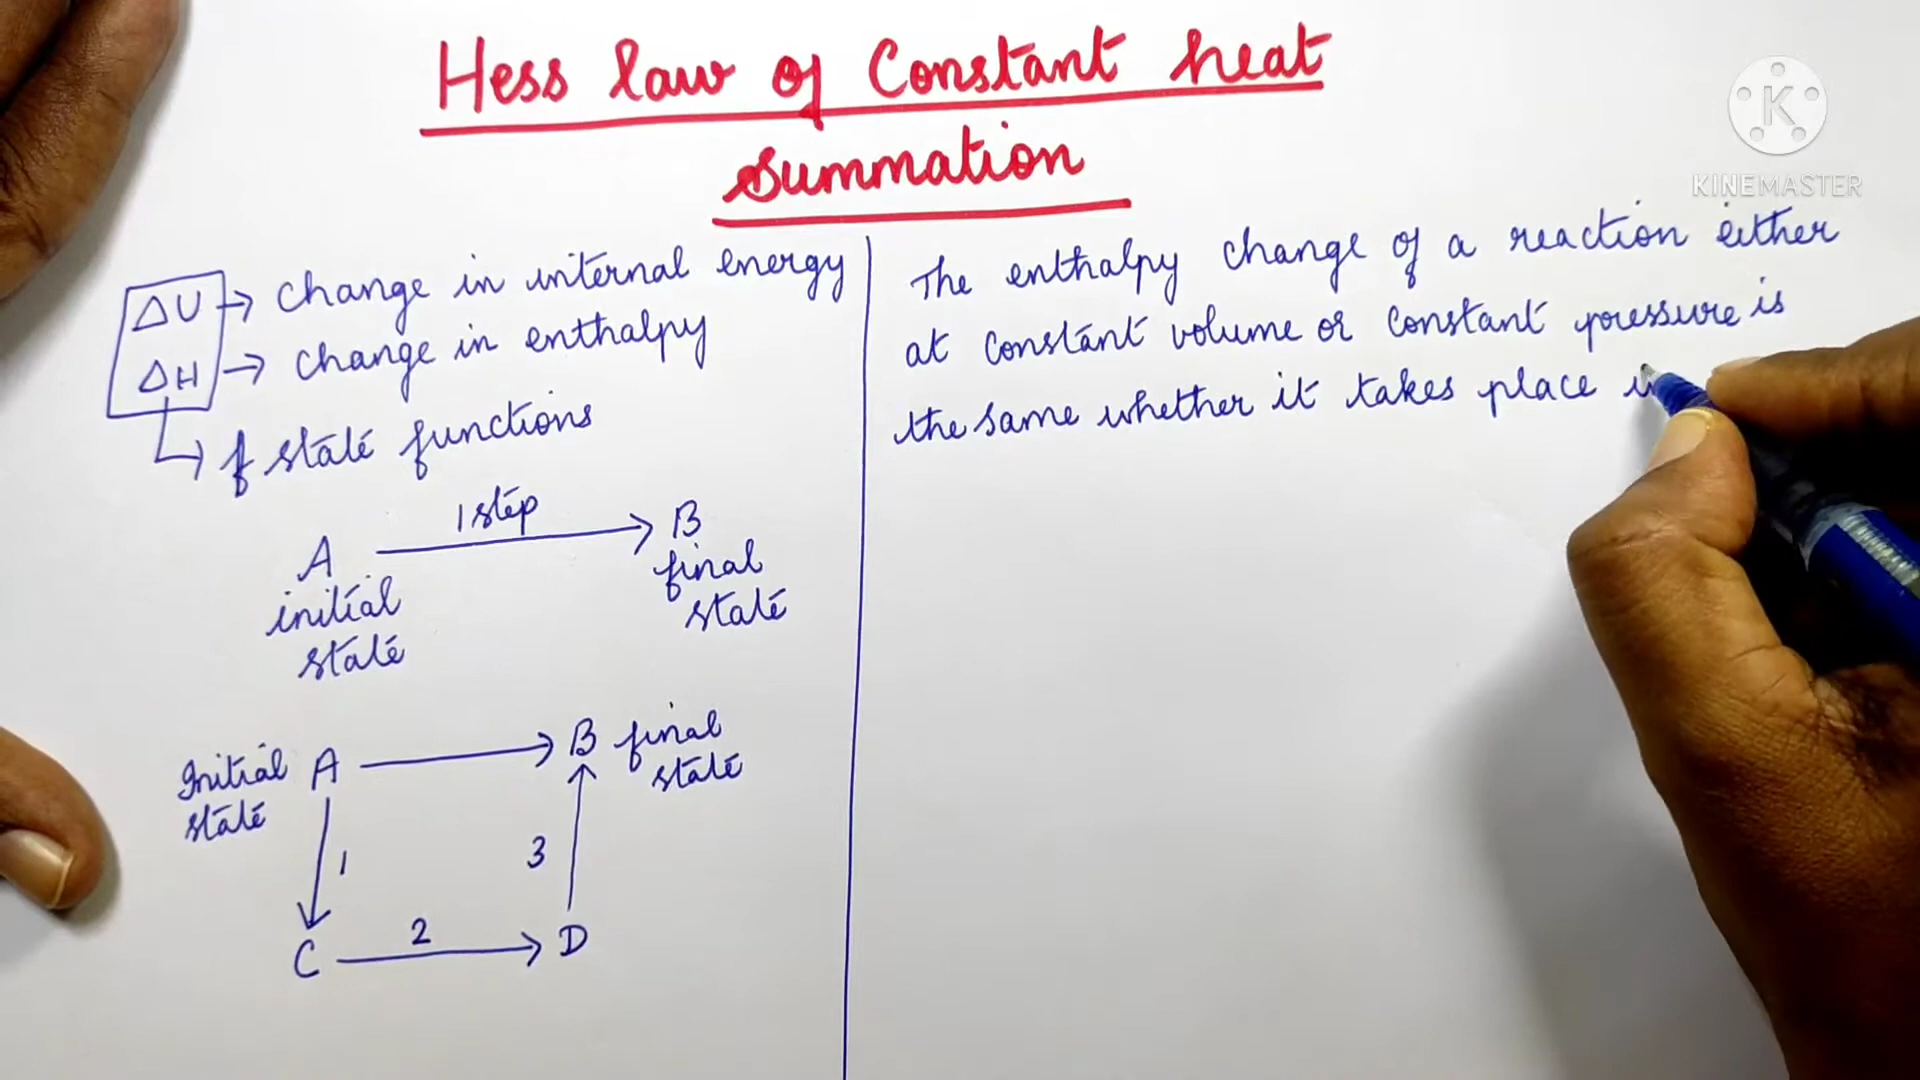 Hess law of Constant heat
summation
K
KINEMASTER
ΔU → change in internal energy
ΔH → change in enthalpy
f state functions
1 step
A
B
initial
state
final
state
Initial
state
A
B final
state
1
3
2
C
D
The enthalpy change of a reaction either
at constant volume or constant pressure is
the same whether it takes place